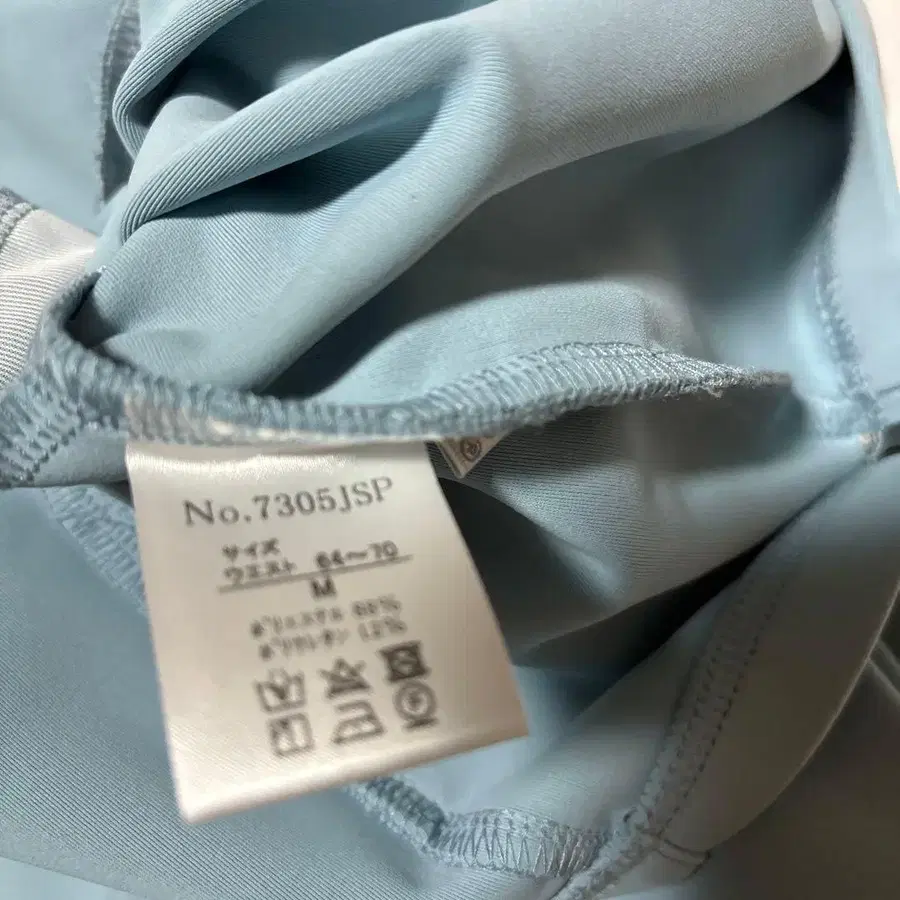 No.7305JSP
サイズ
ウエスト 64〜70
M
ポリエステル 88%
ポリウレタン 12%